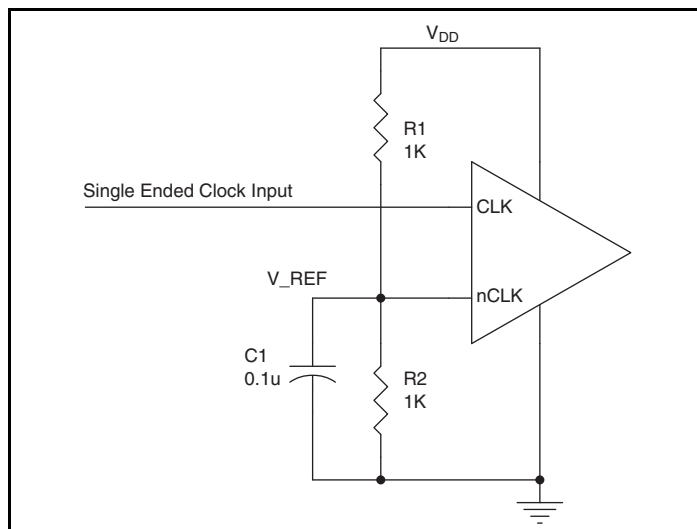 VDD
R1
1K
Single Ended Clock Input
CLK
V_REF
nCLK
C1
0.1u
R2
1K